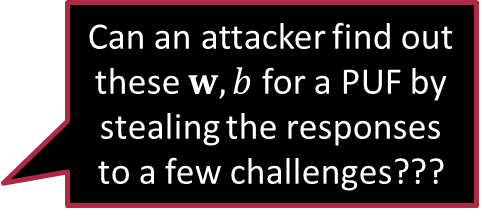 Can an attacker find out
these 𝐰, 𝑏 for a PUF by
stealing the responses
to a few challenges???